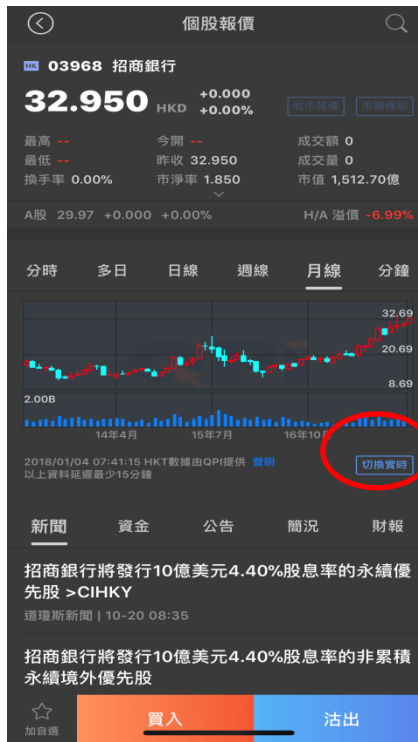 個股報價
HK 03968 招商銀行
32.950 HKD +0.000 +0.00%
收市競價 市調機制
最高 -- 今開 -- 成交額 0
最低 -- 昨收 32.950 成交量 0
換手率 0.00% 市淨率 1.850 市值 1,512.70億
A股 29.97 +0.000 +0.00% H/A 溢價 -6.99%
分時 多日 日線 週線 月線 分鐘
32.69
20.69
8.69
2.00B
14年4月 15年7月 16年10月
2018/01/04 07:41:15 HKT數據由QPI提供 聲明
以上資料延遲最少15分鐘
切換實時
新聞 資金 公告 簡況 財報
招商銀行將發行10億美元4.40%股息率的永續優
先股 >CIHKY
道瓊斯新聞 | 10-20 08:35
招商銀行將發行10億美元4.40%股息率的非累積
永續境外優先股
加自選 買入 沽出